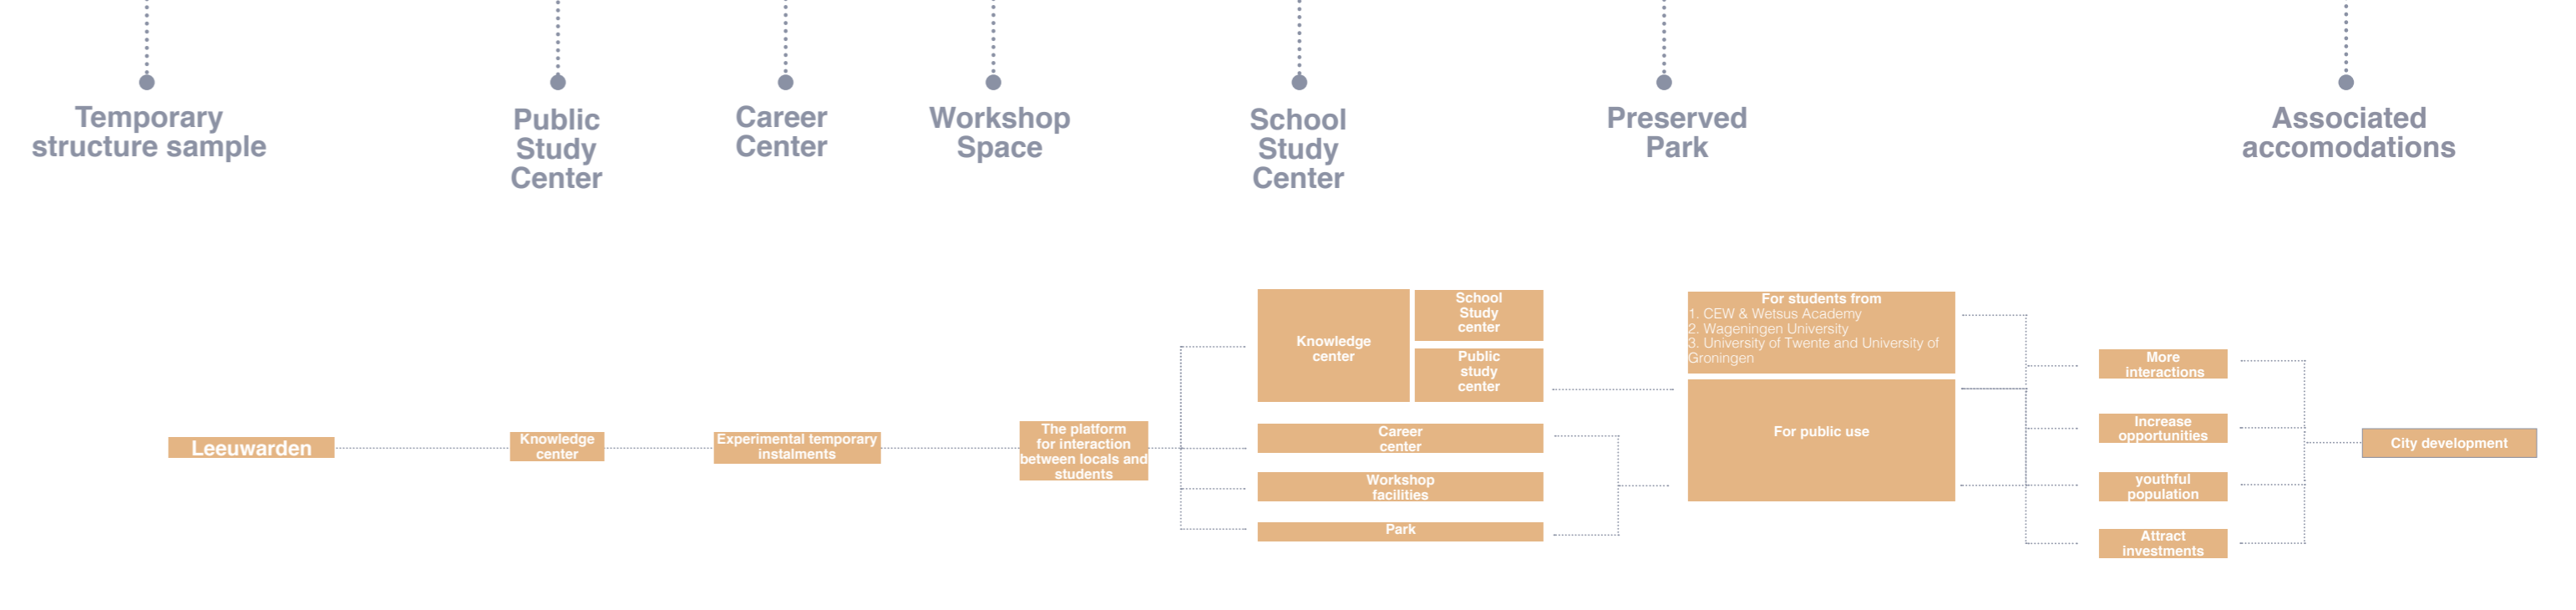 Temporary
structure sample
Public
Study
Center
Career
Center
Workshop
Space
School
Study
Center
Preserved
Park
Associated
accomodations
Leeuwarden
Knowledge
center
Experimental temporary
instalments
The platform
for interaction
between locals and
students
Knowledge
center
School
Study
center
Public
study
center
Career
center
Workshop
facilities
Park
For students from
1. CEW & Wetsus Academy
2. Wageningen University
3. University of Twente and University of
Groningen
For public use
More
interactions
Increase
opportunities
youthful
population
Attract
investments
City development